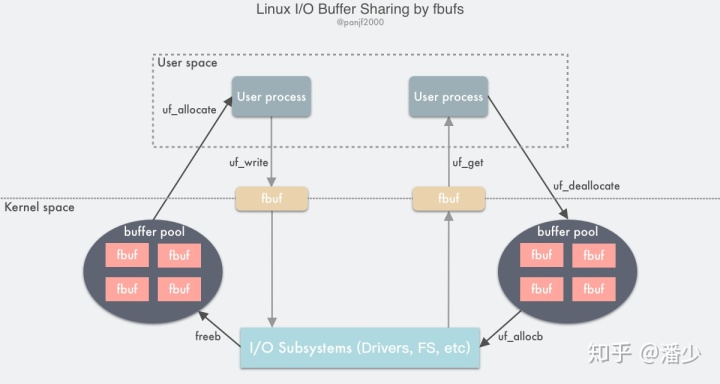 Linux I/O Buffer Sharing by fbufs
@panjf2000
User space
User process
User process
uf_allocate
uf_write
uf_get
uf_deallocate
fbuf
fbuf
Kernel space
buffer pool
fbuf fbuf
fbuf fbuf
buffer pool
fbuf fbuf
fbuf fbuf
freeb
I/O Subsystems (Drivers, FS, etc)
uf_allocb
知乎 @潘少